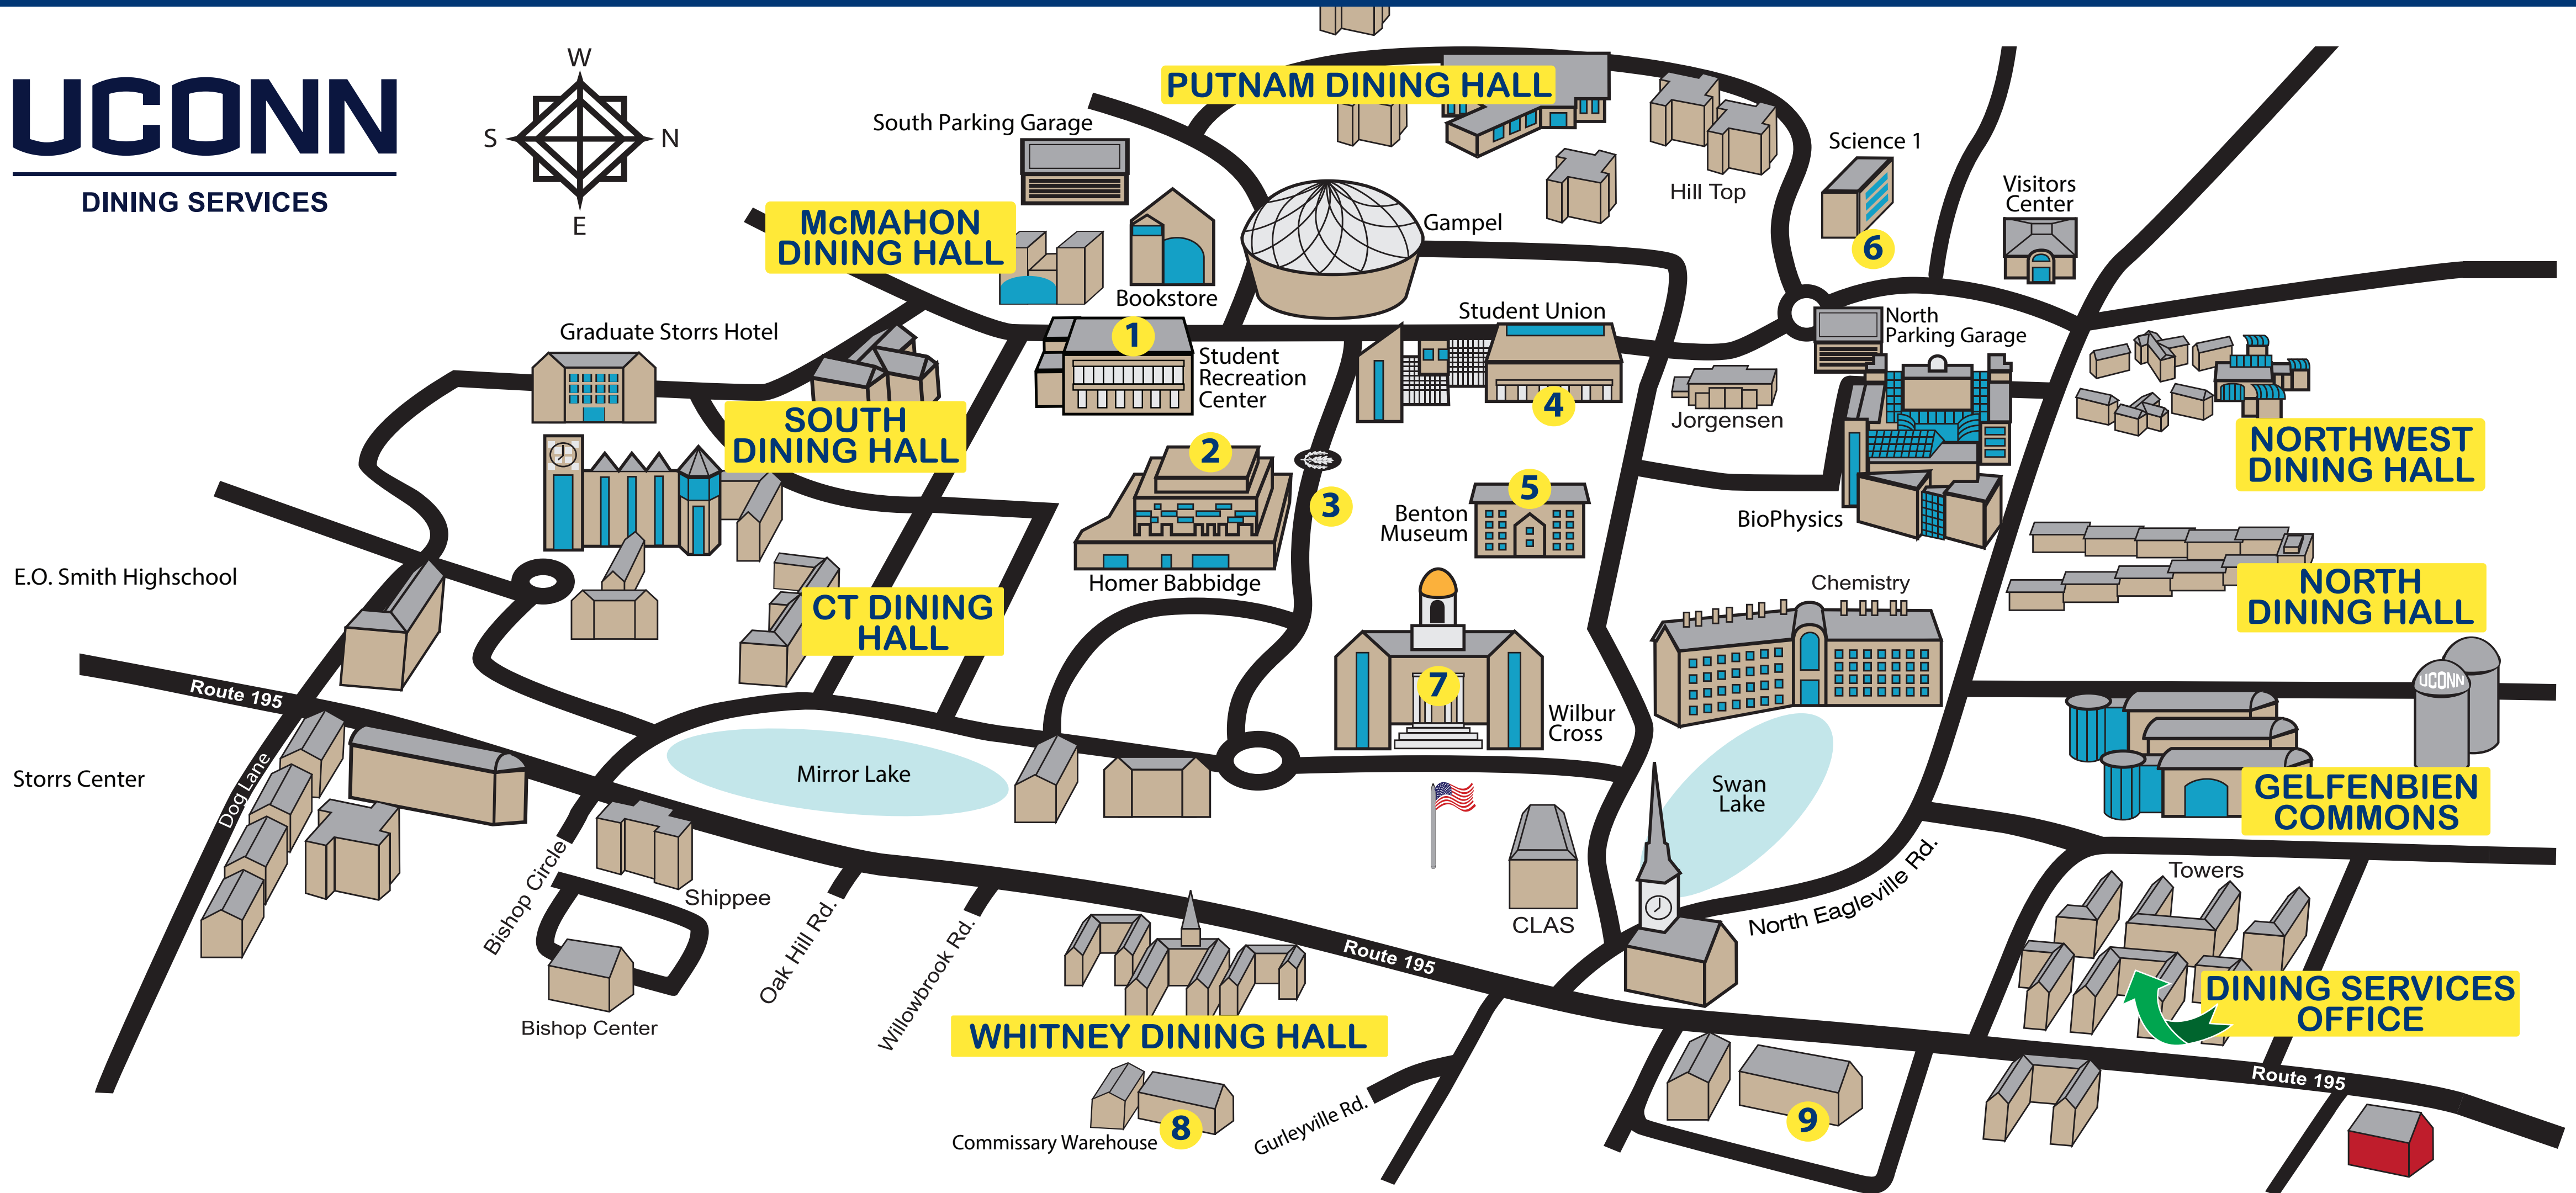 UCONN
DINING SERVICES
W
S
N
E
PUTNAM DINING HALL
South Parking Garage
Science 1
6
Hill Top
Visitors
Center
McMAHON
DINING HALL
Bookstore
Gampel
Graduate Storrs Hotel
1
Student
Recreation
Center
Student Union
4
North
Parking Garage
Jorgensen
SOUTH
DINING HALL
2
3
Homer Babbidge
5
Benton
Museum
BioPhysics
NORTHWEST
DINING HALL
E.O. Smith Highschool
CT DINING
HALL
Chemistry
NORTH
DINING HALL
Route 195
7
Wilbur
Cross
UCONN
Storrs Center
Dog Lane
Mirror Lake
Swan
Lake
GELFENBIEN
COMMONS
Bishop Circle
Shippee
Oak Hill Rd.
Willowbrook Rd.
CLAS
North Eagleville Rd.
Towers
Route 195
Bishop Center
WHITNEY DINING HALL
DINING SERVICES
OFFICE
Commissary Warehouse
8
Gurleyville Rd.
9
Route 195